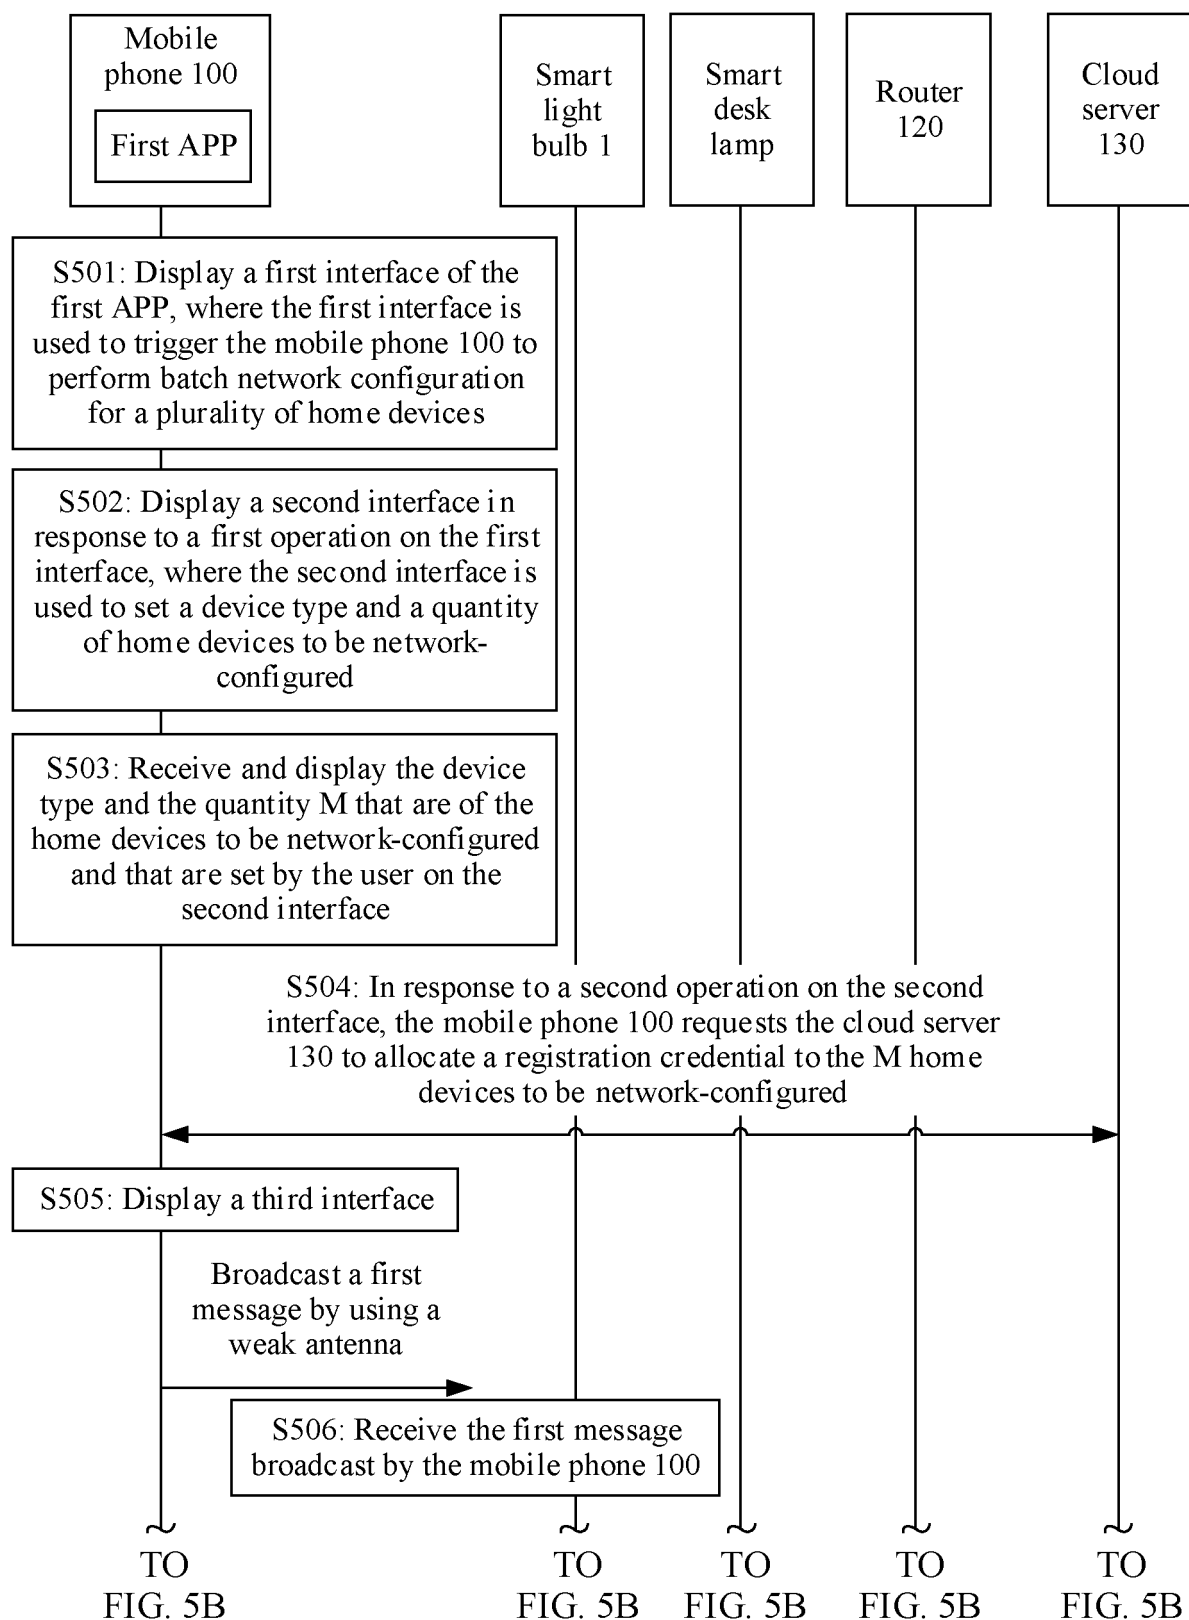 Mobile
phone 100
First APP
Smart
light
bulb 1
Smart
desk
lamp
Router
120
Cloud
server
130
S501: Display a first interface of the
first APP, where the first interface is
used to trigger the mobile phone 100 to
perform batch network configuration
for a plurality of home devices
S502: Display a second interface in
response to a first operation on the first
interface, where the second interface is
used to set a device type and a quantity
of home devices to be network-
configured
S503: Receive and display the device
type and the quantity M that are of the
home devices to be network-configured
and that are set by the user on the
second interface
S504: In response to a second operation on the second
interface, the mobile phone 100 requests the cloud server
130 to allocate a registration credential to the M home
devices to be network-configured
S505: Display a third interface
Broadcast a first
message by using a
weak antenna
S506: Receive the first message
broadcast by the mobile phone 100
TO
FIG. 5B
TO
FIG. 5B
TO
FIG. 5B
TO
FIG. 5B
TO
FIG. 5B